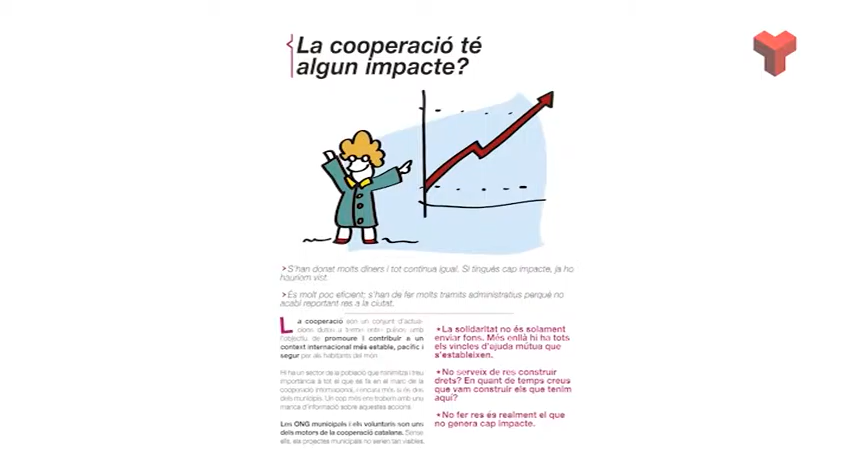 La cooperació té
algun impacte?
>S'han donat molts diners i tot continua igual. Si tingués cap impacte, ja ho
hauríem vist.
>És molt poc eficient; s'han de fer molts tràmits administratius perquè no
acabi reportant res a la ciutat.
La cooperació són un conjunt d'actua-
cions dutes a terme entre països amb
l'objectiu de promoure i contribuir a un
context internacional més estable, pacífic i
segur per als habitants del món.
Hi ha un sector de la població que minimitza i treu
importància a tot el que es fa en el marc de la
cooperació internacional, i encara més si és des
dels municipis. Un cop més ens trobem amb una
manca d'informació sobre aquestes accions.
Les ONG municipals i els voluntaris son uns
dels motors de la cooperació catalana. Sense
ells, els projectes municipals no serien tan visibles.
•La solidaritat no és solament
enviar fons. Més enllà hi ha tots
els vincles d'ajuda mútua que
s'estableixen.
•No serveix de res construir
drets? En quant de temps creus
que vam construir els que tenim
aquí?
•No fer res és realment el que
no genera cap impacte.